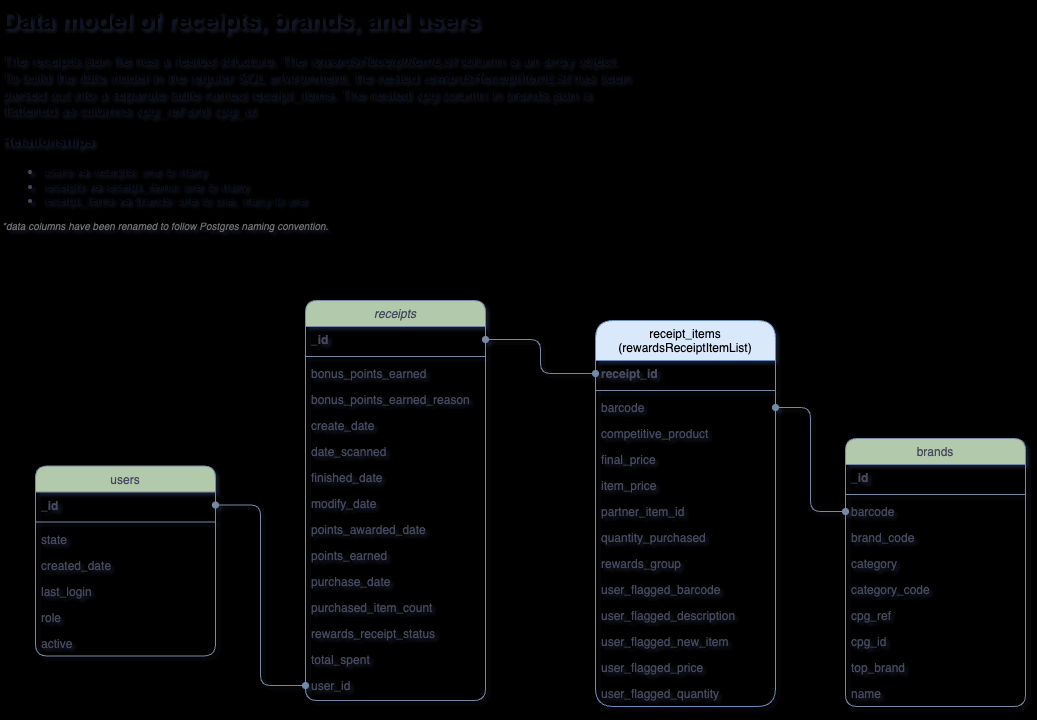 Data model of receipts, brands, and users
The receipts json file has a nested structure. The rewardsReceiptItemList column is an array object.
To build the data model in the regular SQL environment, the nested rewardsReceiptItemList has been
parsed out into a separate table named receipt_items. The nested cpg column in brands json is
flattened as columns cpg_ref and cpg_id.
Relationships
users vs receipts: one to many
receipts vs receipt_items: one to many
receipt_items vs brands: one to one, many to one
*data columns have been renamed to follow Postgres naming convention.
users
_id
state
created_date
last_login
role
active
receipts
_id
bonus_points_earned
bonus_points_earned_reason
create_date
date_scanned
finished_date
modify_date
points_awarded_date
points_earned
purchase_date
purchased_item_count
rewards_receipt_status
total_spent
user_id
receipt_items
(rewardsReceiptItemList)
receipt_id
barcode
competitive_product
final_price
item_price
partner_item_id
quantity_purchased
rewards_group
user_flagged_barcode
user_flagged_description
user_flagged_new_item
user_flagged_price
user_flagged_quantity
brands
_id
barcode
brand_code
category
category_code
cpg_ref
cpg_id
top_brand
name